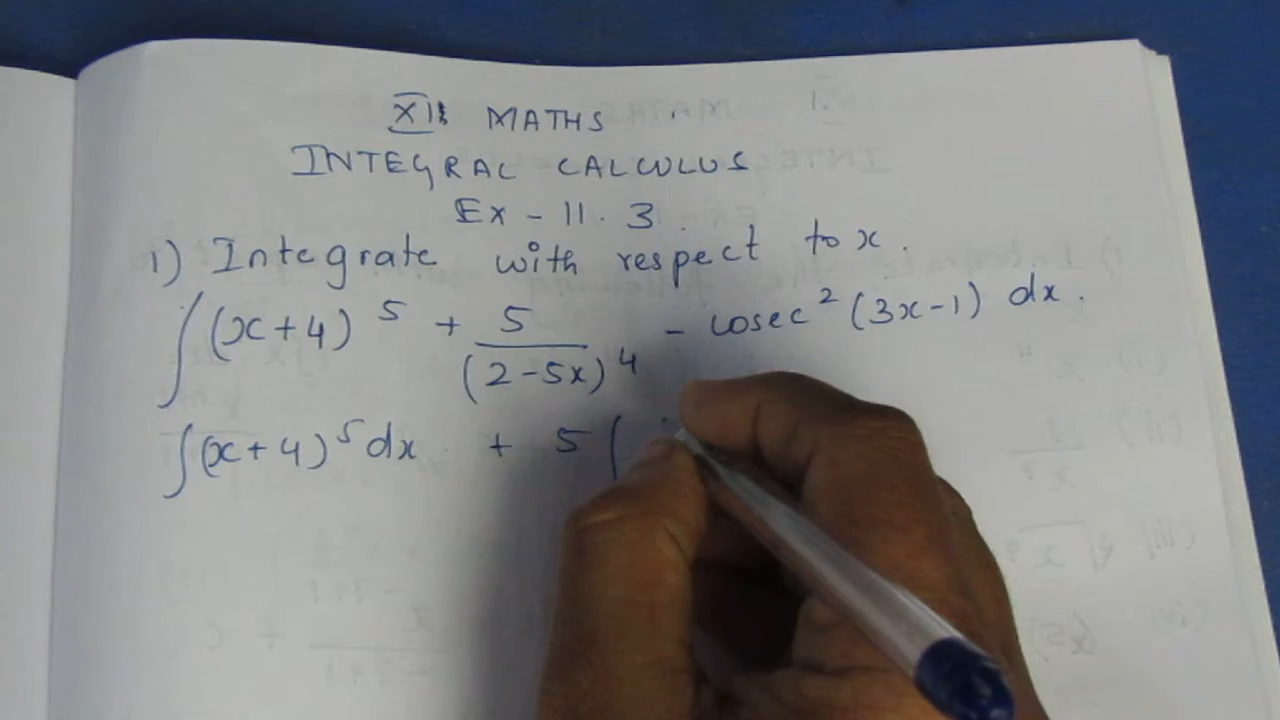 XI MATHS
INTEGRAL CALCULUS
Ex - 11.3
1) Integrate with respect to x.
∫(x+4)^5 + 5/(2-5x)^4 - cosec^2(3x-1) dx.
∫(x+4)^5 dx + 5 ∫